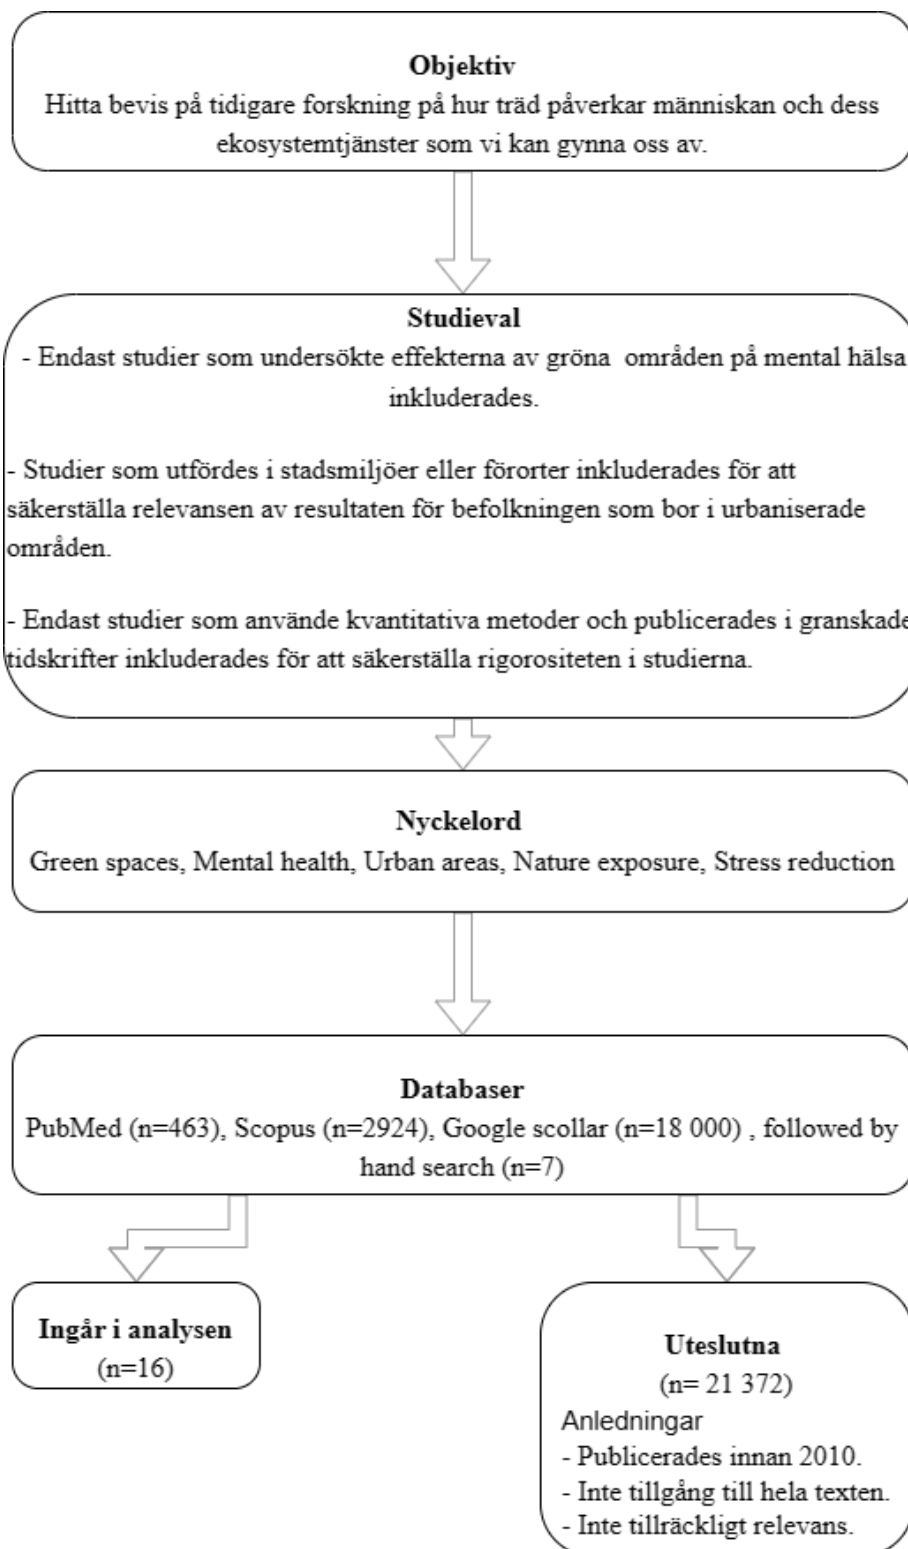 Objektiv
Hitta bevis på tidigare forskning på hur träd påverkar människan och dess
ekosystemtjänster som vi kan gynna oss av.
Studieval
- Endast studier som undersökte effekterna av gröna  områden på mental hälsa
inkluderades.
- Studier som utfördes i stadsmiljöer eller förorter inkluderades för att
säkerställa relevansen av resultaten för befolkningen som bor i urbaniserade
områden.
- Endast studier som använde kvantitativa metoder och publicerades i granskade
tidskrifter inkluderades för att säkerställa rigorositeten i studierna.
Nyckelord
Green spaces, Mental health, Urban areas, Nature exposure, Stress reduction
Databaser
PubMed (n=463), Scopus (n=2924), Google scollar (n=18 000) , followed by
hand search (n=7)
Ingår i analysen
(n=16)
Uteslutna
(n= 21 372)
Anledningar
- Publicerades innan 2010.
- Inte tillgång till hela texten.
- Inte tillräckligt relevans.